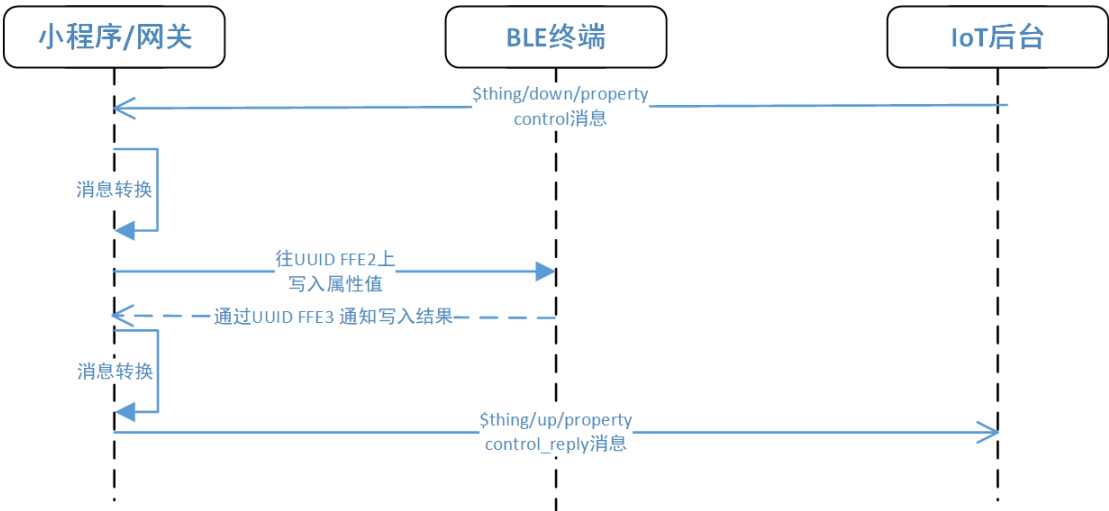 小程序/网关
BLE终端
IoT后台
$thing/down/property
control消息
消息转换
往UUID FFE2上
写入属性值
通过UUID FFE3 通知写入结果
消息转换
$thing/up/property
control_reply消息